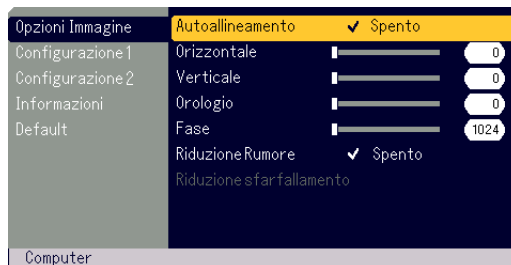 Opzioni Immagine
Configurazione 1
Configurazione 2
Informazioni
Default
Autoallineamento ✔ Spento
Orizzontale 0
Verticale 0
Orologio 0
Fase 1024
Riduzione Rumore ✔ Spento
Riduzione sfarfallamento
Computer